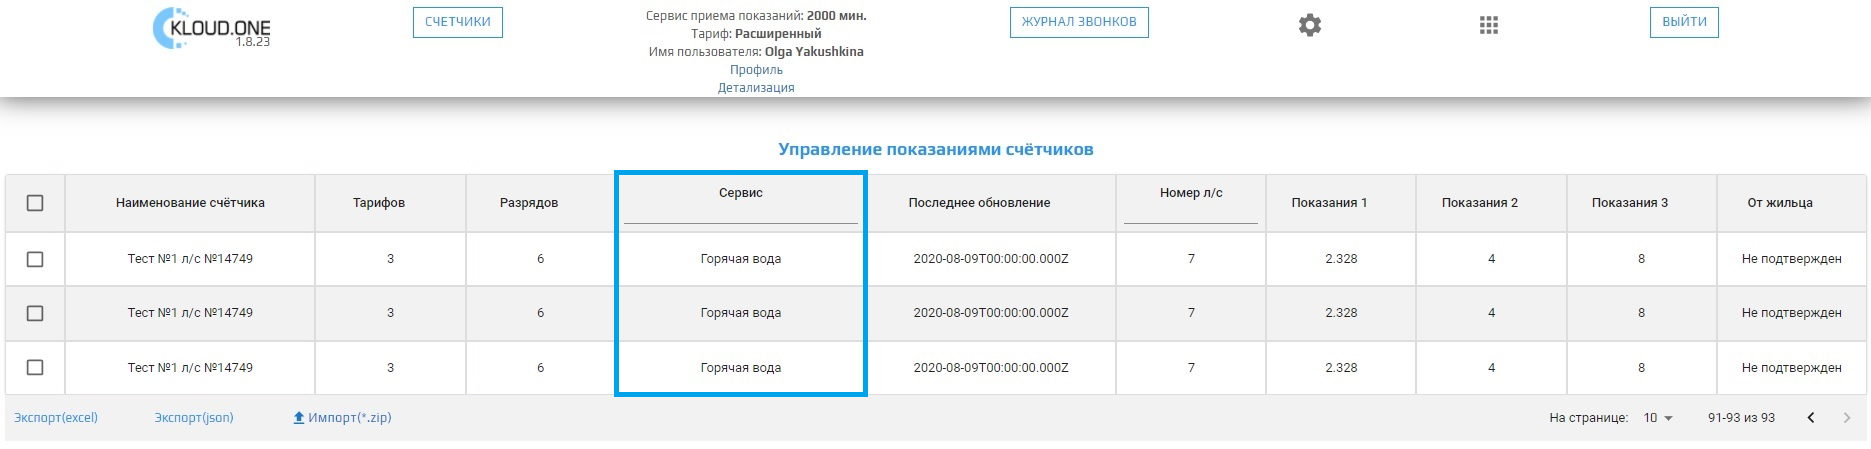 KLOUD.ONE
1.8.23
СЧЕТЧИКИ
Сервис приема показаний: 2000 мин.
Тариф: Расширенный
Имя пользователя: Olga Yakushkina
Профиль
Детализация
ЖУРНАЛ ЗВОНКОВ
ВЫЙТИ
Управление показаниями счётчиков
Наименование счётчика Тарифов Разрядов Сервис Последнее обновление Номер л/с Показания 1 Показания 2 Показания 3 От жильца
Тест №1 л/с №14749 3 6 Горячая вода 2020-08-09T00:00:00.000Z 7 2.328 4 8 Не подтвержден
Тест №1 л/с №14749 3 6 Горячая вода 2020-08-09T00:00:00.000Z 7 2.328 4 8 Не подтвержден
Тест №1 л/с №14749 3 6 Горячая вода 2020-08-09T00:00:00.000Z 7 2.328 4 8 Не подтвержден
Экспорт(excel) Экспорт(json) Импорт(*.zip) На странице: 10 91-93 из 93